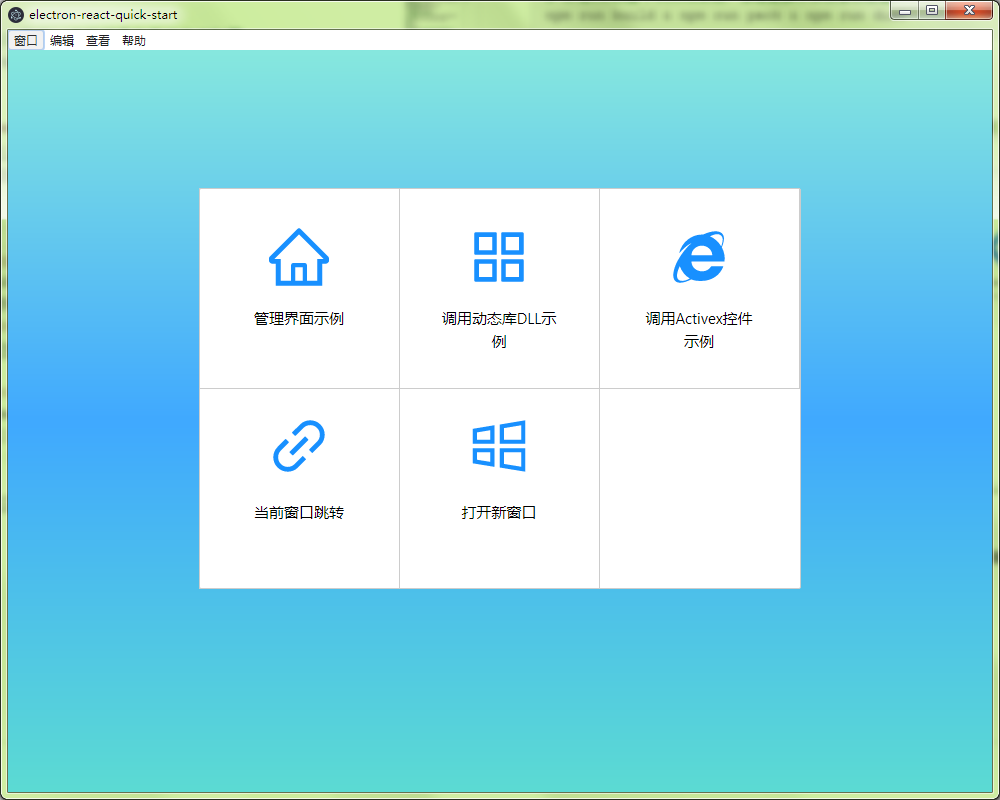 electron-react-quick-start
窗口 编辑 查看 帮助
管理界面示例
调用动态库DLL示
例
调用Activex控件
示例
当前窗口跳转
打开新窗口